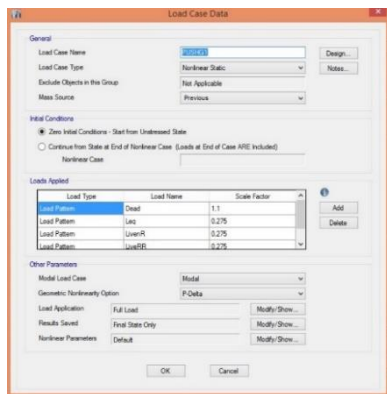 Load Case Data
General
Load Case Name
Design...
Load Case Type Nonlinear Static Notes...
Exclude Objects in this Group Not Applicable
Mass Source Previous
Initial Conditions
Zero Initial Conditions - Start from Unstressed State
Continue from State at End of Nonlinear Case (Loads at End of Case ARE Included)
Nonlinear Case
Loads Applied
Load Type Load Name Scale Factor
Load Pattern Dead 1.1 Add
Load Pattern 0.275 Delete
Load Pattern 0.275
Load Pattern LiveRR 0.275
Other Parameters
Modal Load Case Modal
Geometric Nonlinearity Option P-Delta
Load Application Full Load Modify/Show...
Results Saved Final State Only Modify/Show...
Nonlinear Parameters Default Modify/Show...
OK Cancel